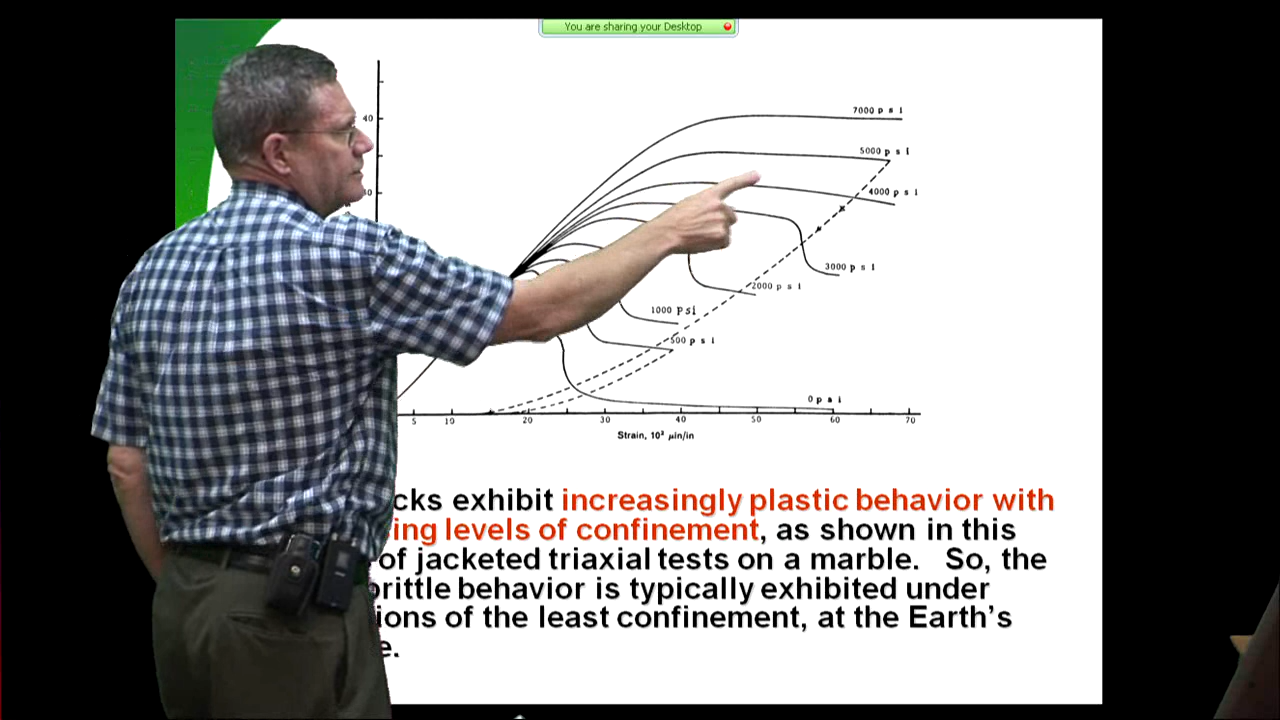 You are sharing your Desktop
7000 p s i
40
5000 p s i
4000 p s i
3000 p s i
2000 p s i
1000 psi
500 p s i
0 p s i
5 10 20 30 40 50 60 70
Strain, 10³ µin/in
cks exhibit increasingly plastic behavior with
ing levels of confinement, as shown in this
of jacketed triaxial tests on a marble. So, the
brittle behavior is typically exhibited under
ions of the least confinement, at the Earth's
e.